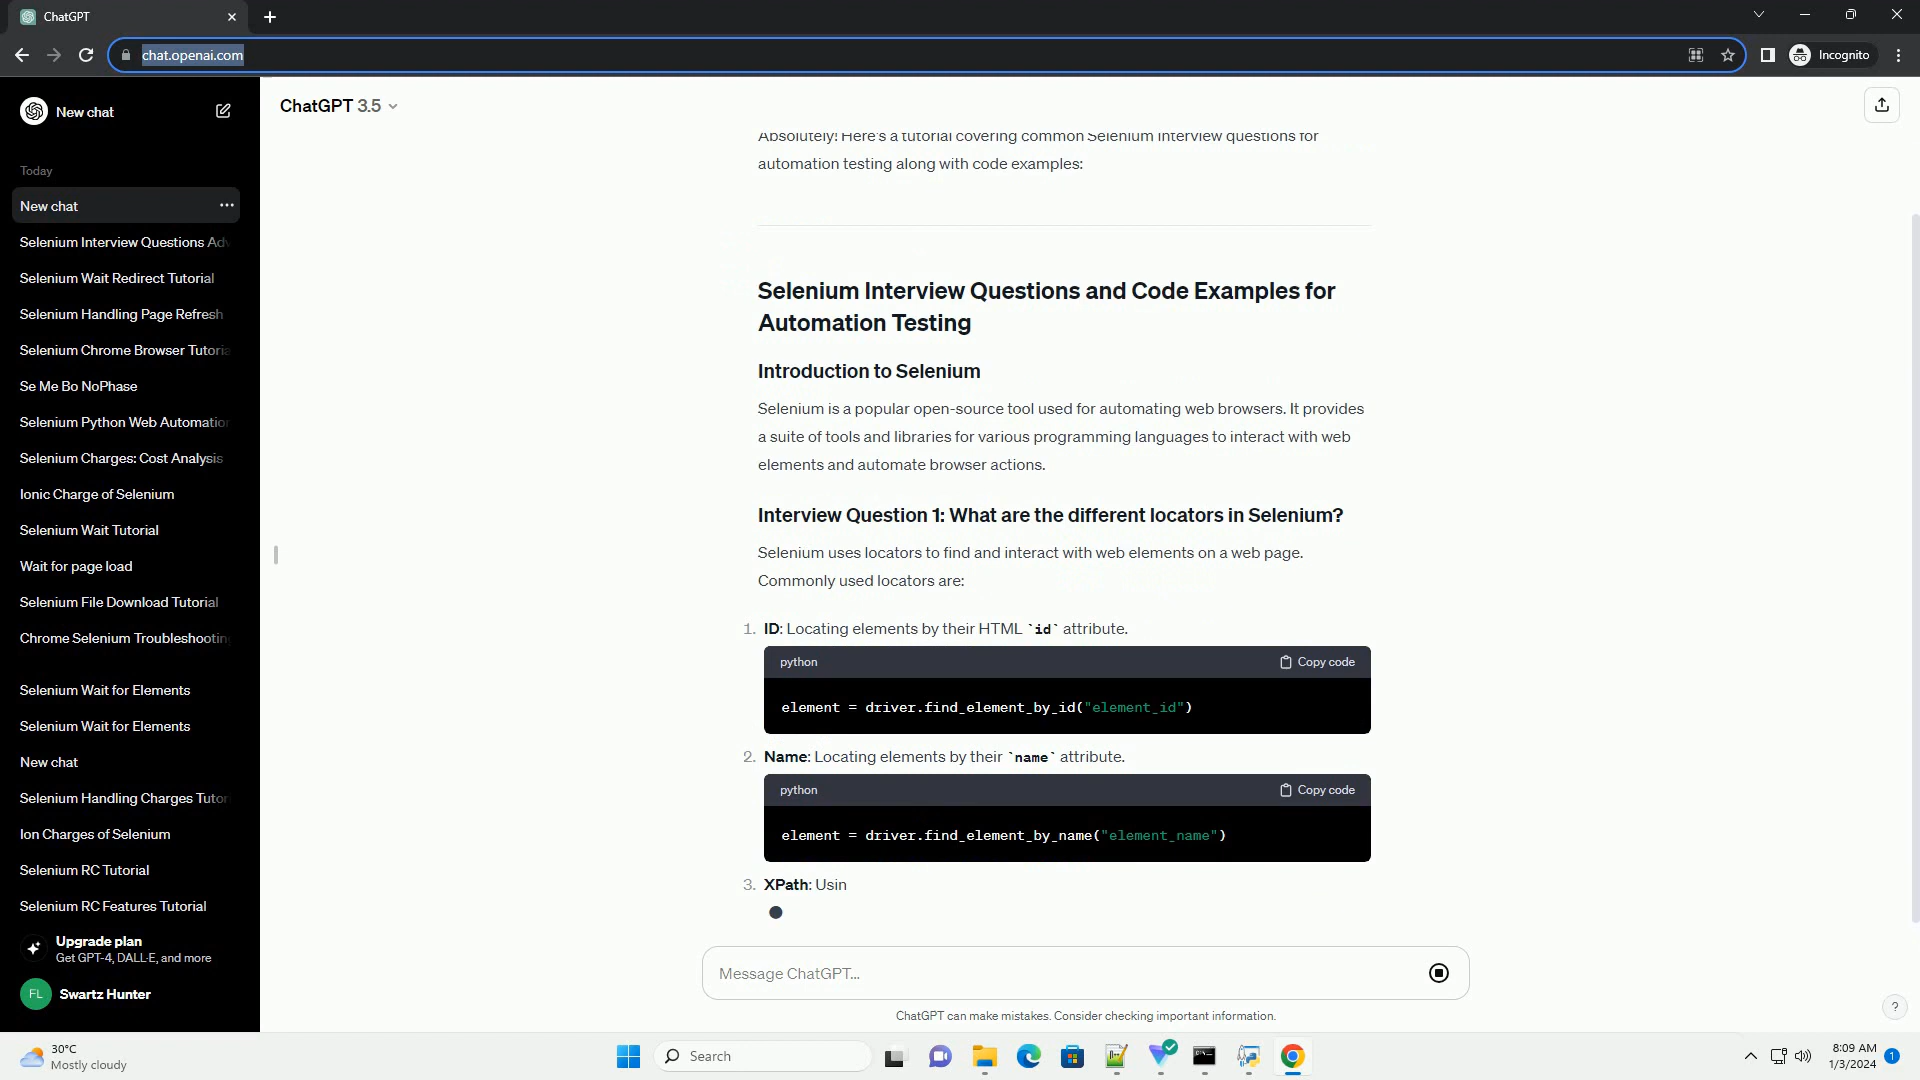 ChatGPT
chat.openai.com
Incognito
New chat
Today
New chat
Selenium Interview Questions Adv
Selenium Wait Redirect Tutorial
Selenium Handling Page Refresh
Selenium Chrome Browser Tutoria
Se Me Bo NoPhase
Selenium Python Web Automation
Selenium Charges: Cost Analysis
Ionic Charge of Selenium
Selenium Wait Tutorial
Wait for page load
Selenium File Download Tutorial
Chrome Selenium Troubleshooting
Selenium Wait for Elements
Selenium Wait for Elements
New chat
Selenium Handling Charges Tutor
Ion Charges of Selenium
Selenium RC Tutorial
Selenium RC Features Tutorial
Upgrade plan
Get GPT-4, DALL·E, and more
FL
Swartz Hunter
ChatGPT 3.5
Absolutely! Here's a tutorial covering common Selenium interview questions for
automation testing along with code examples:
Selenium Interview Questions and Code Examples for
Automation Testing
Introduction to Selenium
Selenium is a popular open-source tool used for automating web browsers. It provides
a suite of tools and libraries for various programming languages to interact with web
elements and automate browser actions.
Interview Question 1: What are the different locators in Selenium?
Selenium uses locators to find and interact with web elements on a web page.
Commonly used locators are:
1. ID: Locating elements by their HTML `id` attribute.
python Copy code
element = driver.find_element_by_id("element_id")
2. Name: Locating elements by their `name` attribute.
python Copy code
element = driver.find_element_by_name("element_name")
3. XPath: Usin
Message ChatGPT...
ChatGPT can make mistakes. Consider checking important information.
?
30°C
Mostly cloudy
Search
8:09 AM
1/3/2024
1